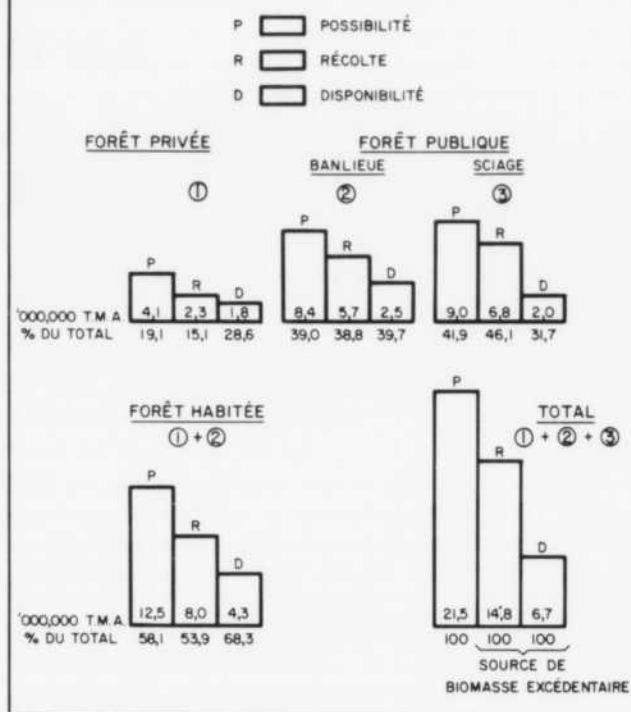 P POSSIBILITÉ
R RÉCOLTE
D DISPONIBILITÉ
FORÊT PRIVÉE
①
FORÊT PUBLIQUE
BANLIEUE SCIAGE
② ③
P R D
P R D
P R D
'000,000 T.M.A. 4,1 2,3 1,8 8,4 5,7 2,5 9,0 6,8 2,0
% DU TOTAL 19,1 15,1 28,6 39,0 38,8 39,7 41,9 46,1 31,7
FORÊT HABITÉE
① + ②
P R D
TOTAL
① + ② + ③
P R D
'000,000 T.M.A. 12,5 8,0 4,3 21,5 14,8 6,7
% DU TOTAL 58,1 53,9 68,3 100 100 100
SOURCE DE
BIOMASSE EXCÉDENTAIRE